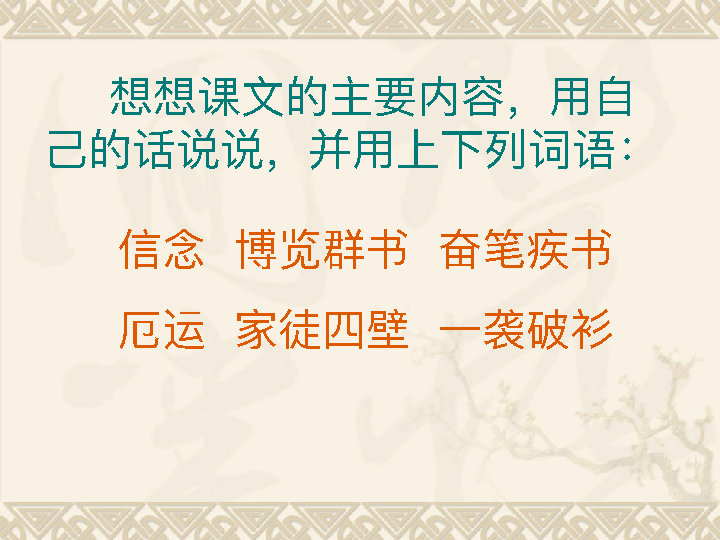 想想课文的主要内容，用自
己的话说说，并用上下列词语：
信念 博览群书 奋笔疾书
厄运 家徒四壁 一袭破衫